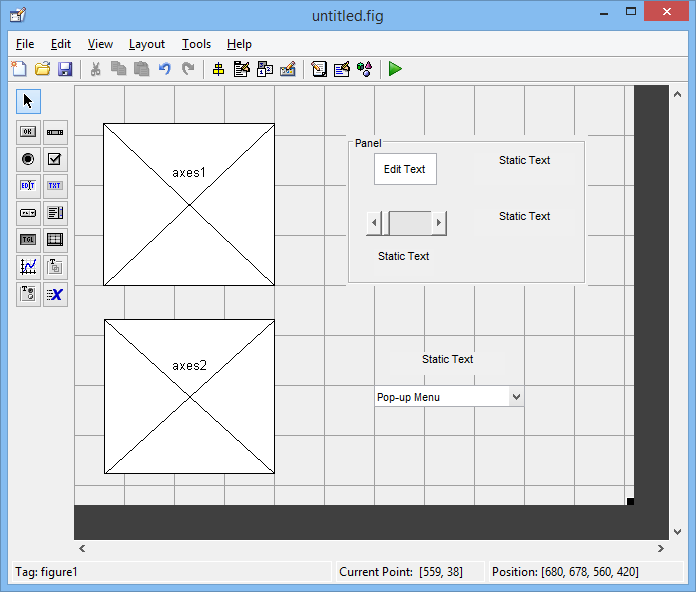 untitled.fig
File Edit View Layout Tools Help
OK
EDIT TXT
TGL
axes1
Panel
Edit Text
Static Text
Static Text
Static Text
axes2
Static Text
Pop-up Menu
Tag: figure1
Current Point: [559, 38]
Position: [680, 678, 560, 420]